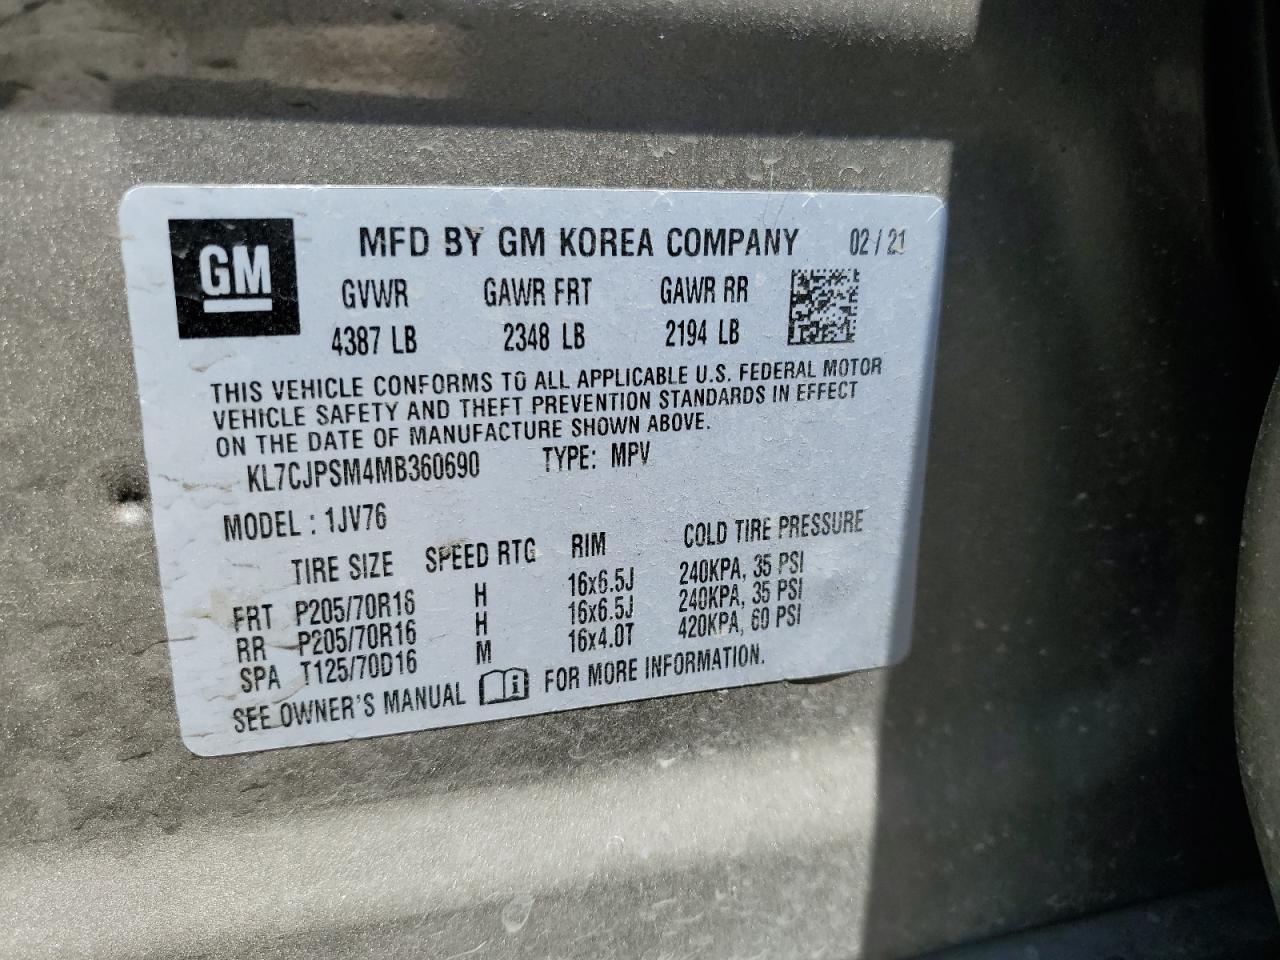 GM
MFD BY GM KOREA COMPANY 02 / 21
GVWR GAWR FRT GAWR RR
4387 LB 2348 LB 2194 LB
THIS VEHICLE CONFORMS TO ALL APPLICABLE U.S. FEDERAL MOTOR
VEHICLE SAFETY AND THEFT PREVENTION STANDARDS IN EFFECT
ON THE DATE OF MANUFACTURE SHOWN ABOVE.
KL7CJPSM4MB360690 TYPE: MPV
MODEL : 1JV76
TIRE SIZE SPEED RTG RIM COLD TIRE PRESSURE
FRT P205/70R16 H 16x6.5J 240KPA, 35 PSI
RR P205/70R16 H 16x6.5J 240KPA, 35 PSI
SPA T125/70D16 M 16x4.0T 420KPA, 60 PSI
SEE OWNER'S MANUAL i FOR MORE INFORMATION.